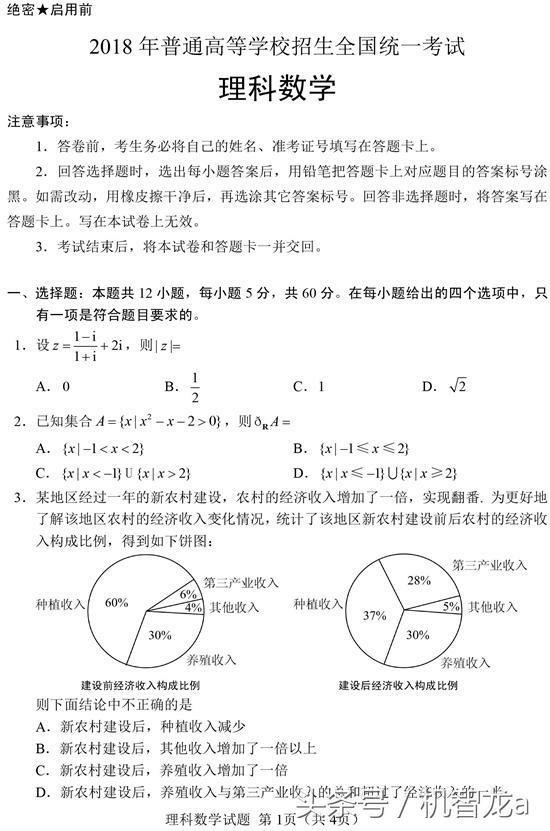 绝密★启用前
2018 年普通高等学校招生全国统一考试
理科数学
注意事项：
1．答卷前，考生务必将自己的姓名、准考证号填写在答题卡上。
2．回答选择题时，选出每小题答案后，用铅笔把答题卡上对应题目的答案标号涂
黑。如需改动，用橡皮擦干净后，再选涂其它答案标号。回答非选择题时，将答案写在
答题卡上。写在本试卷上无效。
3．考试结束后，将本试卷和答题卡一并交回。
一、选择题：本题共 12 小题，每小题 5 分，共 60 分。在每小题给出的四个选项中，只
有一项是符合题目要求的。
1．设 z = (1−i)/(1+i) + 2i，则 | z |=
A．0 B．1/2 C．1 D．√2
2．已知集合 A = {x | x² − x − 2 > 0}，则 ð_R A =
A．{x | −1 < x < 2} B．{x | −1 ≤ x ≤ 2}
C．{x | x < −1} U {x | x > 2} D．{x | x ≤ −1}∪{x | x ≥ 2}
3．某地区经过一年的新农村建设，农村的经济收入增加了一倍，实现翻番. 为更好地
了解该地区农村的经济收入变化情况，统计了该地区新农村建设前后农村的经济收
入构成比例，得到如下饼图：
种植收入 60% 第三产业收入 6% 4% 其他收入 30% 养殖收入
建设前经济收入构成比例
种植收入 37% 第三产业收入 28% 5% 其他收入 30% 养殖收入
建设后经济收入构成比例
则下面结论中不正确的是
A．新农村建设后，种植收入减少
B．新农村建设后，其他收入增加了一倍以上
C．新农村建设后，养殖收入增加了一倍
D．新农村建设后，养殖收入与第三产业收入的总和超过了经济收入的一半
理科数学试题 第 1页（共 4页）
头条号 / 机智龙a